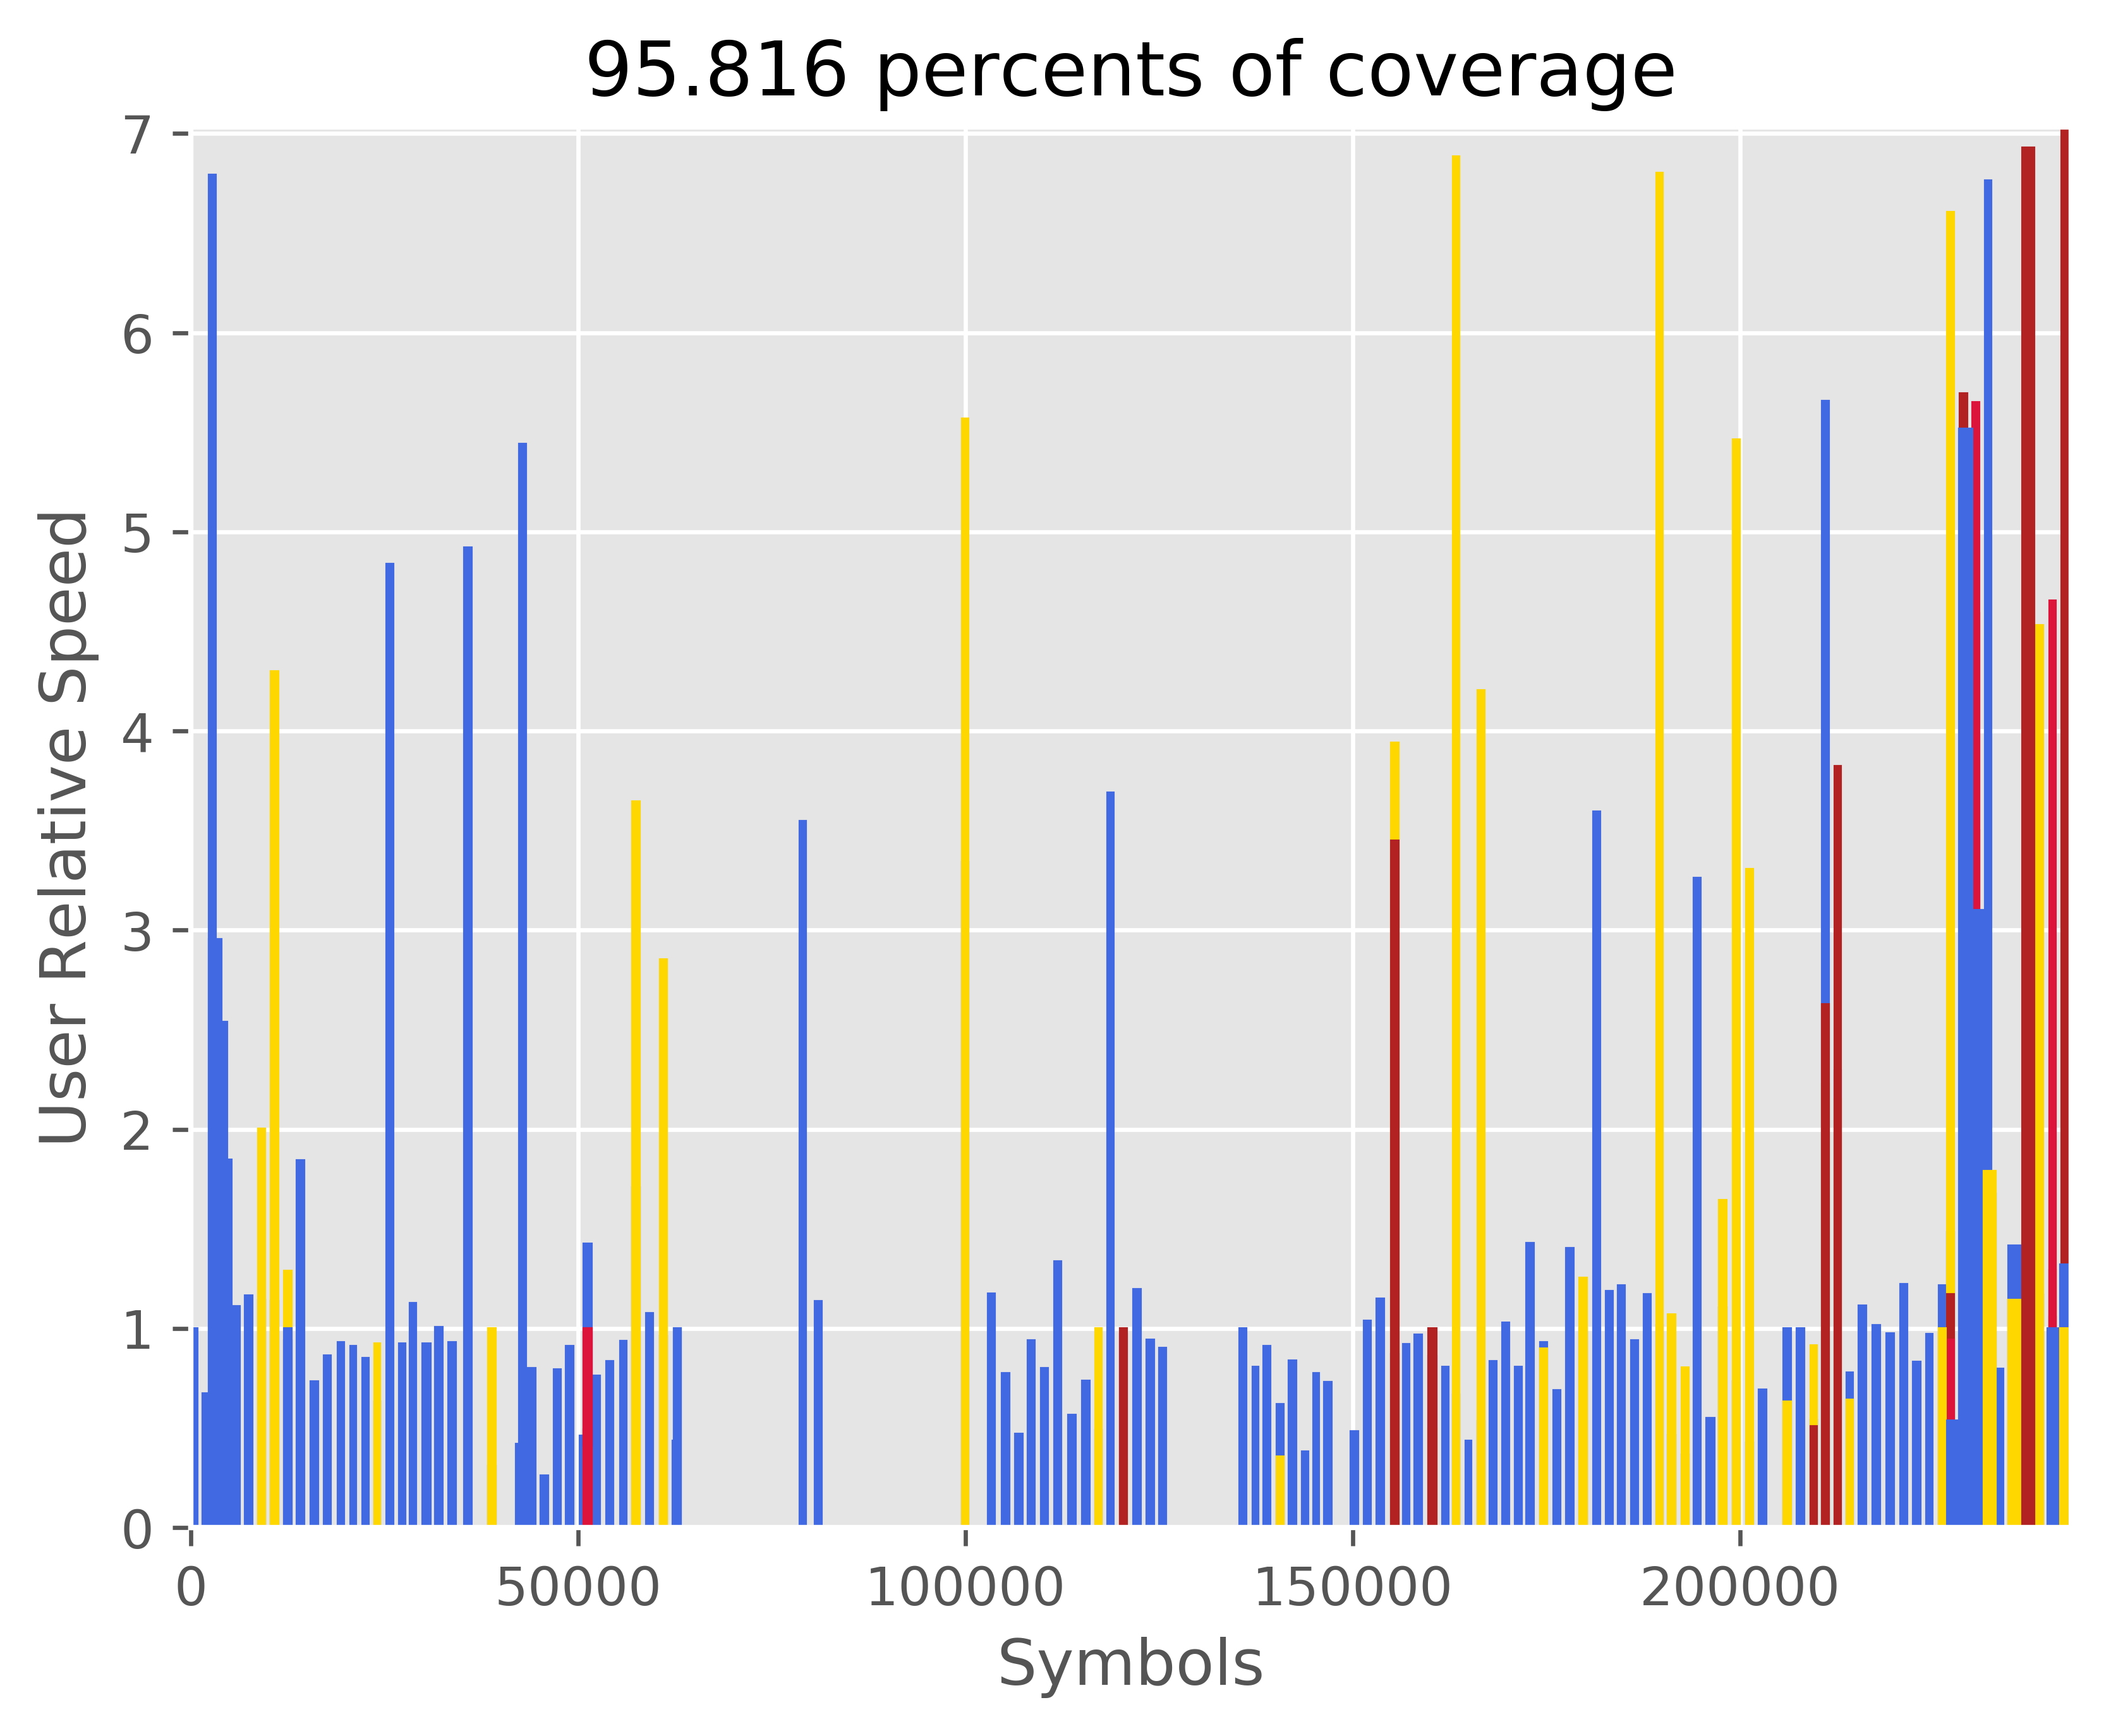 95.816 percents of coverage
7
6
5
4
3
2
1
0
User Relative Speed
0 50000 100000 150000 200000
Symbols